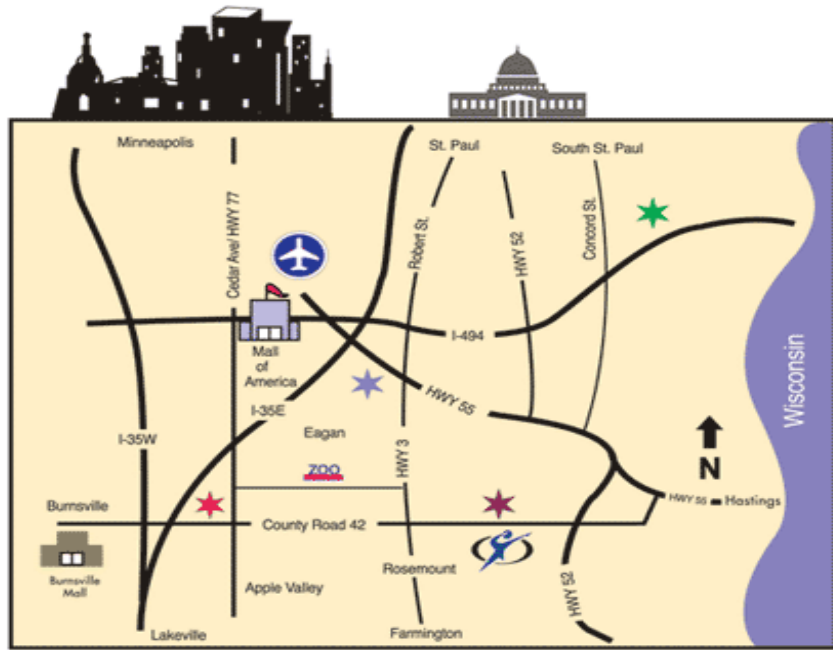 Minneapolis
St. Paul
South St. Paul
Cedar Ave/ HWY 77
Robert St.
HWY 52
Concord St.
I-494
Mall
of
America
HWY 55
I-35E
I-35W
Eagan
ZOO
HWY 3
Wisconsin
N
HWY 55
Hastings
Burnsville
County Road 42
Burnsville
Mall
Apple Valley
Rosemount
HWY 52
Lakeville
Farmington